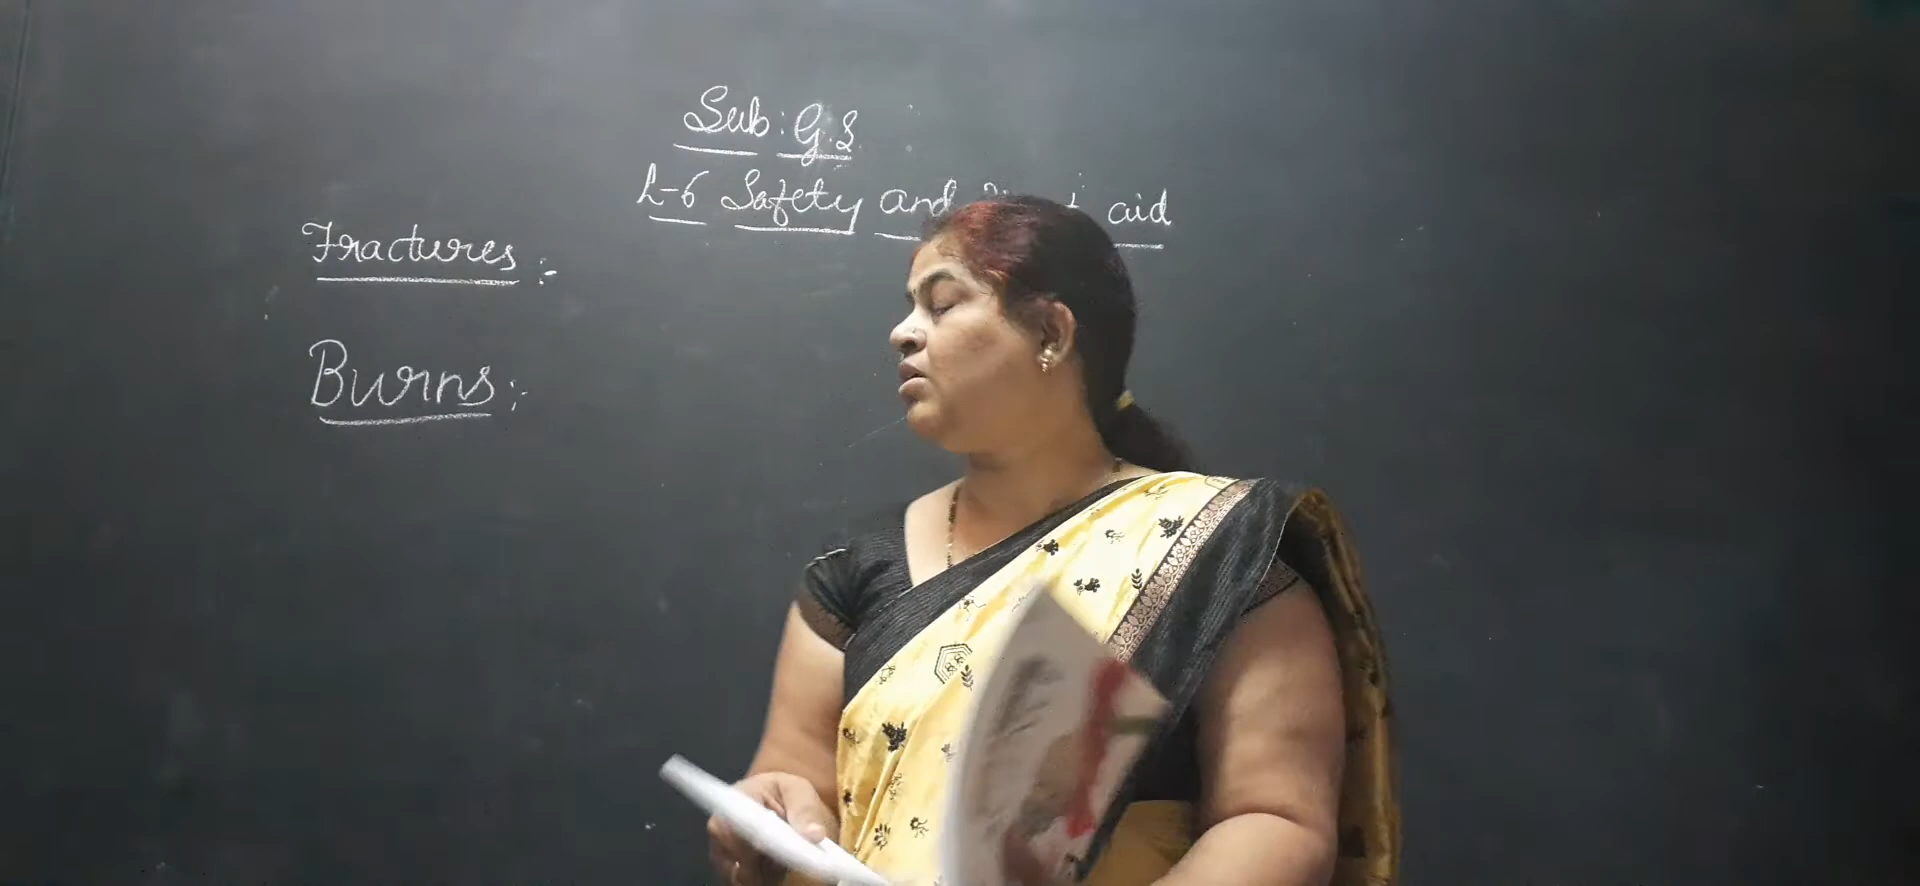 Sub: G.S
L-6 Safety and aid
Fractures :-
Burns :-